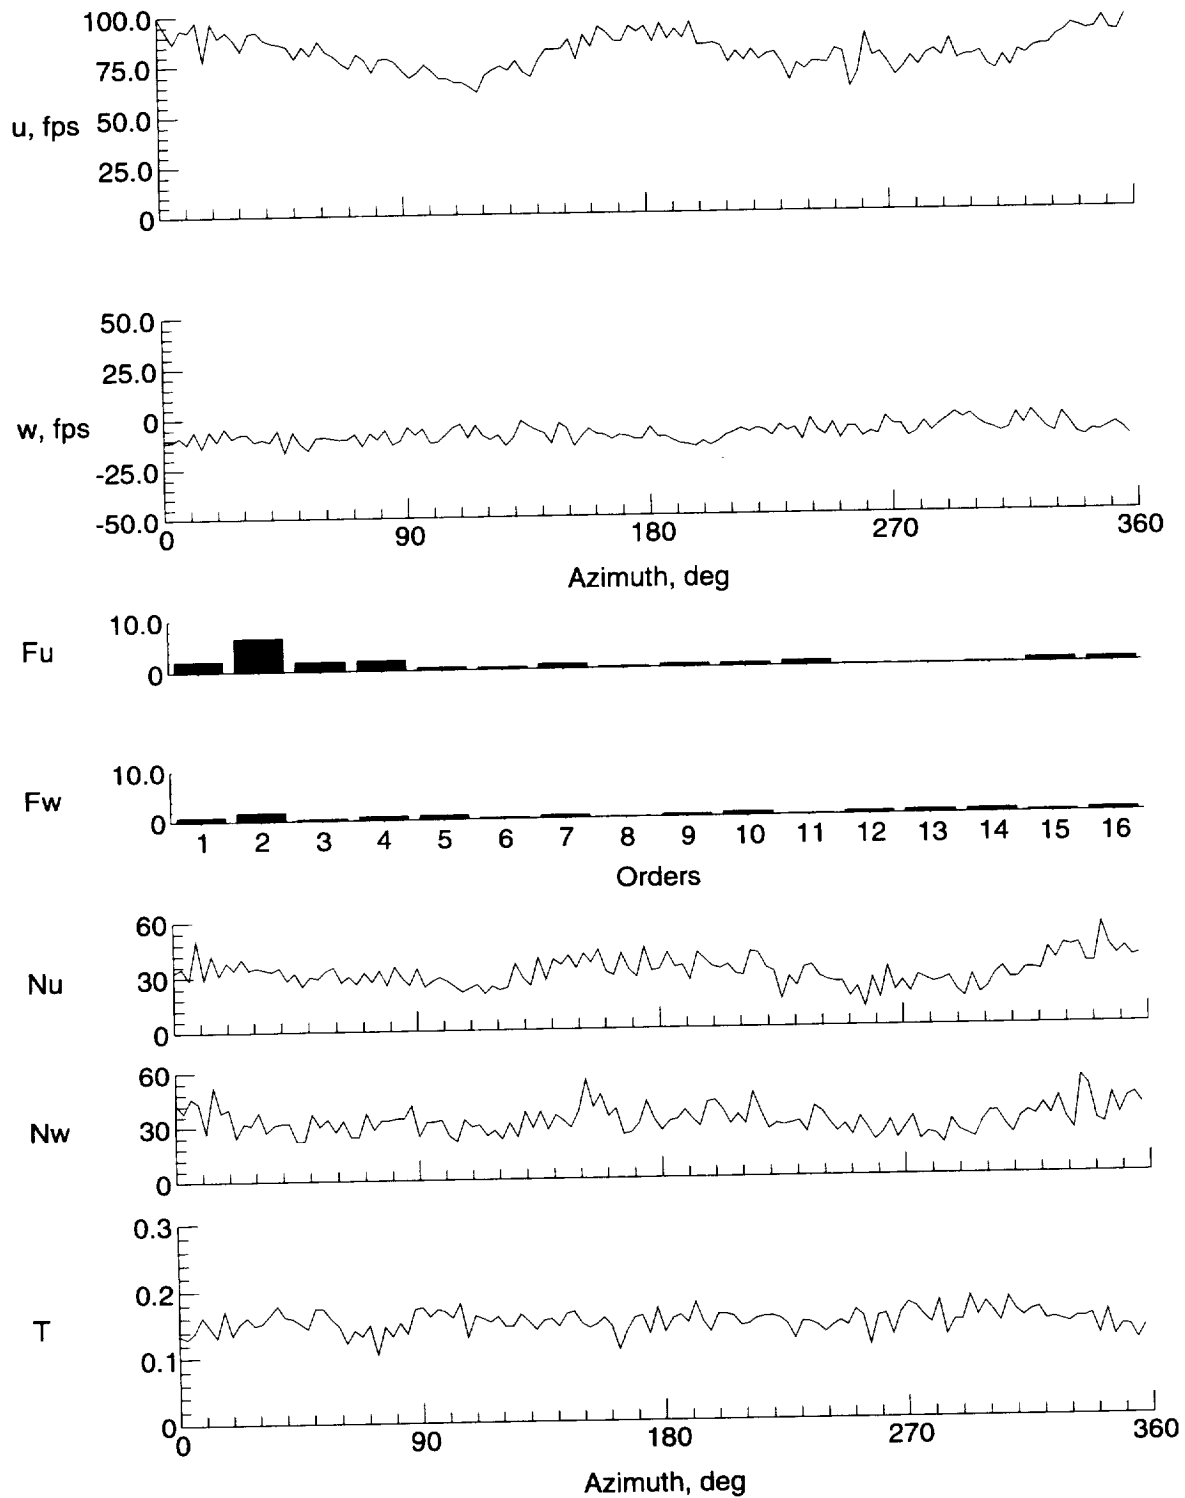 100.0
75.0
u, fps 50.0
25.0
0
50.0
25.0
w, fps 0
-25.0
-50.0
0 90 180 270 360
Azimuth, deg
Fu 10.0
0
Fw 10.0
0
1 2 3 4 5 6 7 8 9 10 11 12 13 14 15 16
Orders
60
Nu 30
0
60
Nw 30
0
0.3
0.2
T
0.1
0
0 90 180 270 360
Azimuth, deg